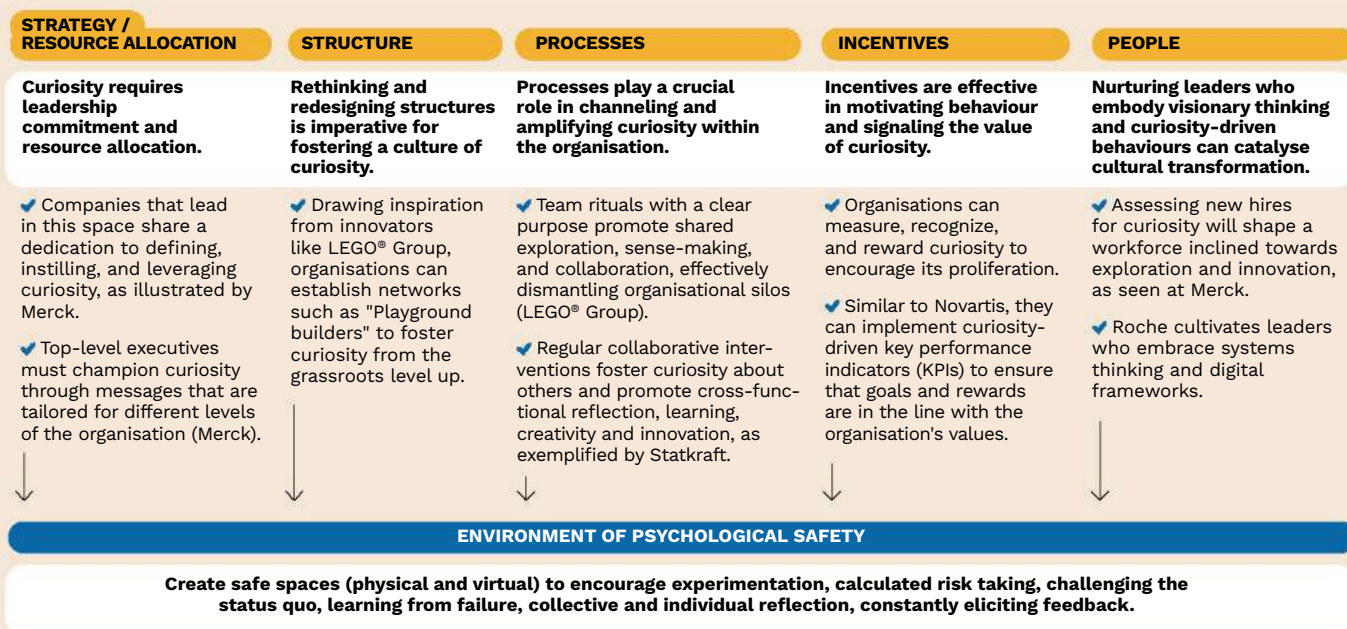 STRATEGY /
RESOURCE ALLOCATION
Curiosity requires
leadership
commitment and
resource allocation.
✔ Companies that lead
in this space share a
dedication to defining,
instilling, and leveraging
curiosity, as illustrated by
Merck.
✔ Top-level executives
must champion curiosity
through messages that are
tailored for different levels
of the organisation (Merck).
STRUCTURE
Rethinking and
redesigning structures
is imperative for
fostering a culture of
curiosity.
✔ Drawing inspiration
from innovators
like LEGO® Group,
organisations can
establish networks
such as "Playground
builders" to foster
curiosity from the
grassroots level up.
PROCESSES
Processes play a crucial
role in channeling and
amplifying curiosity within
the organisation.
✔ Team rituals with a clear
purpose promote shared
exploration, sense-making,
and collaboration, effectively
dismantling organisational silos
(LEGO® Group).
✔ Regular collaborative inter-
ventions foster curiosity about
others and promote cross-func-
tional reflection, learning,
creativity and innovation, as
exemplified by Statkraft.
INCENTIVES
Incentives are effective
in motivating behaviour
and signaling the value
of curiosity.
✔ Organisations can
measure, recognize,
and reward curiosity to
encourage its proliferation.
✔ Similar to Novartis, they
can implement curiosity-
driven key performance
indicators (KPIs) to ensure
that goals and rewards
are in the line with the
organisation's values.
PEOPLE
Nurturing leaders who
embody visionary thinking
and curiosity-driven
behaviours can catalyse
cultural transformation.
✔ Assessing new hires
for curiosity will shape a
workforce inclined towards
exploration and innovation,
as seen at Merck.
✔ Roche cultivates leaders
who embrace systems
thinking and digital
frameworks.
ENVIRONMENT OF PSYCHOLOGICAL SAFETY
Create safe spaces (physical and virtual) to encourage experimentation, calculated risk taking, challenging the
status quo, learning from failure, collective and individual reflection, constantly eliciting feedback.